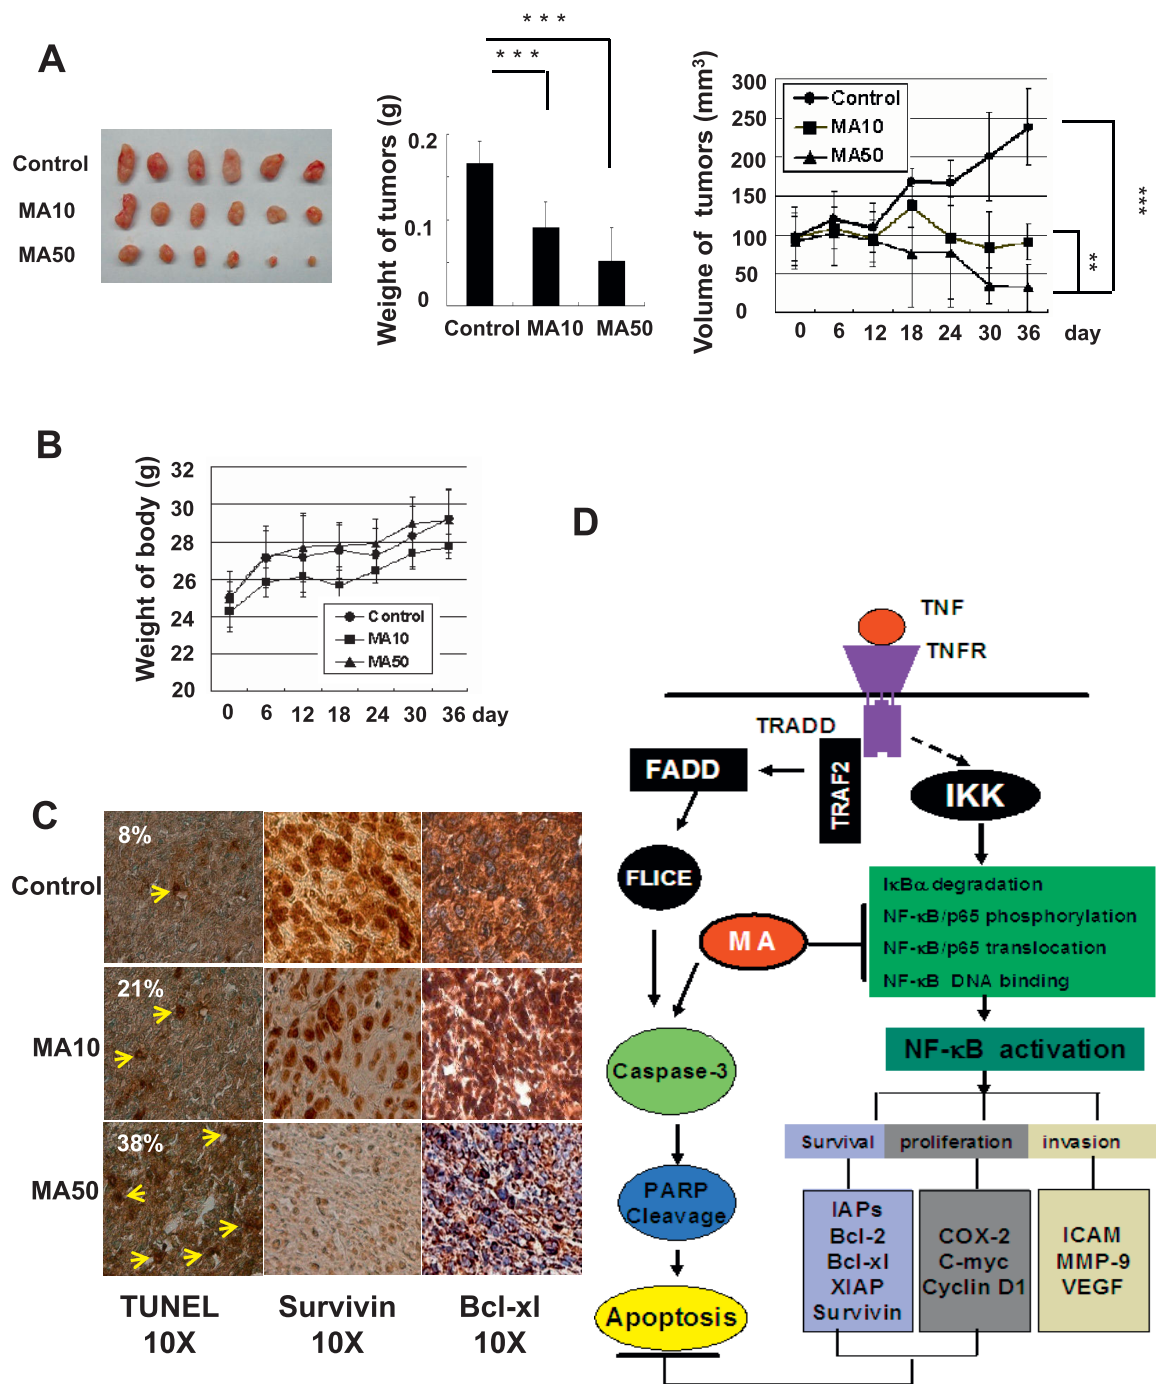 A
Control
MA10
MA50
* * *
* * *
Weight of tumors (g)
0.2
0.1
0
Control MA10 MA50
Volume of tumors (mm³)
300
250
200
150
100
50
0
Control
MA10
MA50
0 6 12 18 24 30 36 day
**
***
B
Weight of body (g)
32
30
28
26
24
22
20
Control
MA10
MA50
0 6 12 18 24 30 36 day
C
Control
MA10
MA50
8%
21%
38%
TUNEL
10X
Survivin
10X
Bcl-xl
10X
D
TNF
TNFR
TRADD
TRAF2
FADD
IKK
FLICE
MA
IκBα degradation
NF-κB/p65 phosphorylation
NF-κB/p65 translocation
NF-κB DNA binding
Caspase-3
NF-κB activation
Survival proliferation invasion
PARP
Cleavage
IAPs
Bcl-2
Bcl-xl
XIAP
Survivin
COX-2
C-myc
Cyclin D1
ICAM
MMP-9
VEGF
Apoptosis